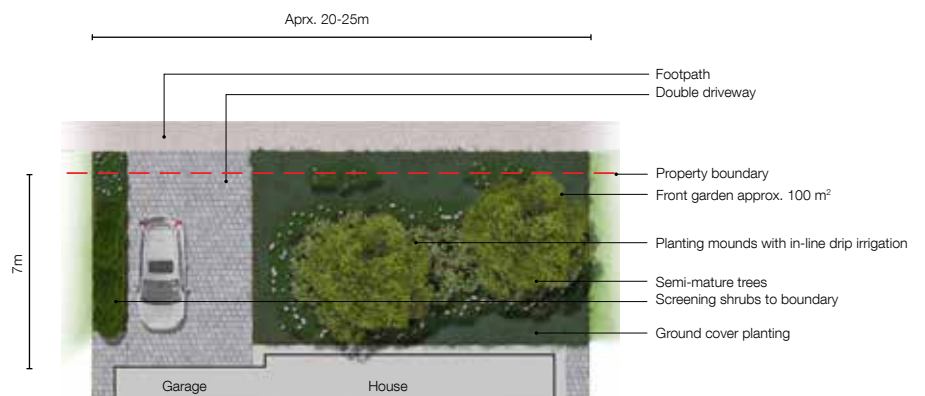 Aprx. 20-25m
Footpath
Double driveway
Property boundary
Front garden approx. 100 m²
Planting mounds with in-line drip irrigation
Semi-mature trees
Screening shrubs to boundary
Ground cover planting
7m
Garage
House